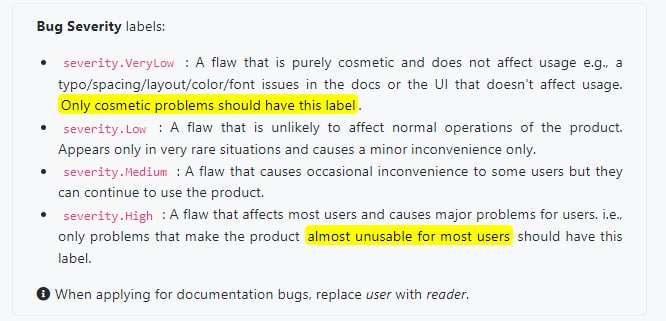 Bug Severity labels:
severity.VeryLow : A flaw that is purely cosmetic and does not affect usage e.g., a
typo/spacing/layout/color/font issues in the docs or the UI that doesn't affect usage.
Only cosmetic problems should have this label.
severity.Low : A flaw that is unlikely to affect normal operations of the product.
Appears only in very rare situations and causes a minor inconvenience only.
severity.Medium : A flaw that causes occasional inconvenience to some users but they
can continue to use the product.
severity.High : A flaw that affects most users and causes major problems for users. i.e.,
only problems that make the product almost unusable for most users should have this
label.
When applying for documentation bugs, replace user with reader.